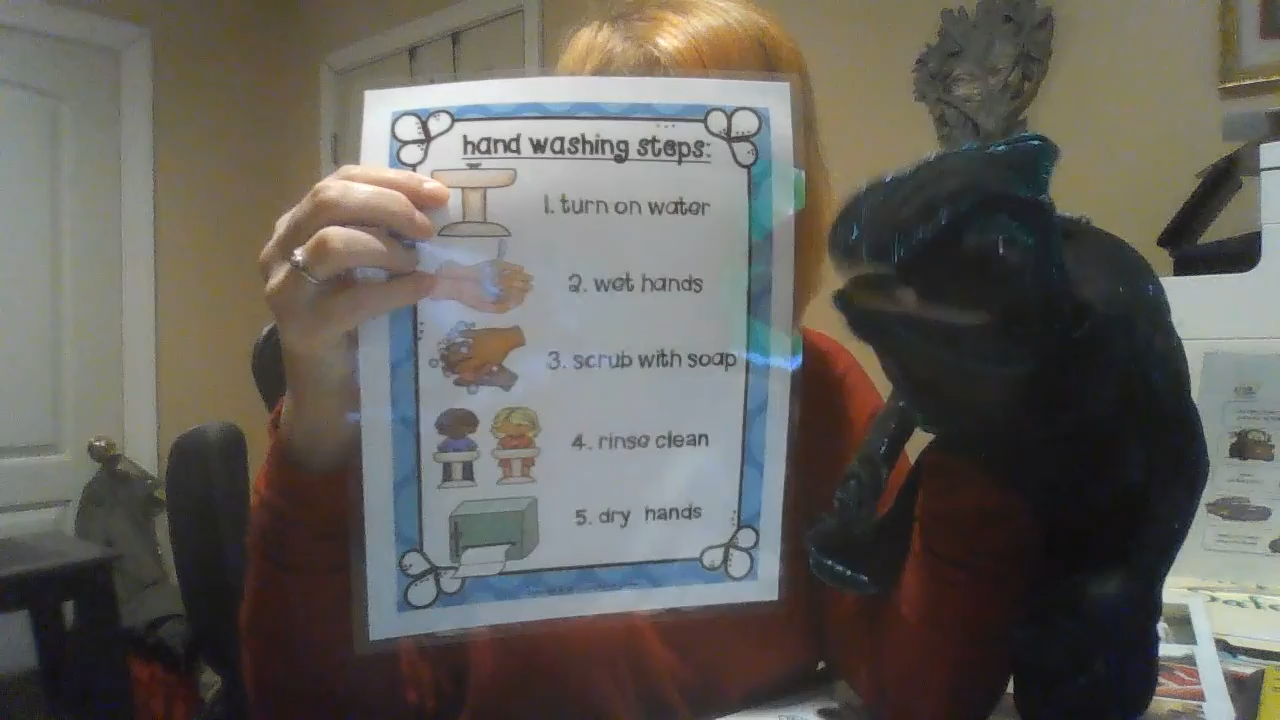 hand washing steps:
1. turn on water
2. wet hands
3. scrub with soap
4. rinse clean
5. dry hands